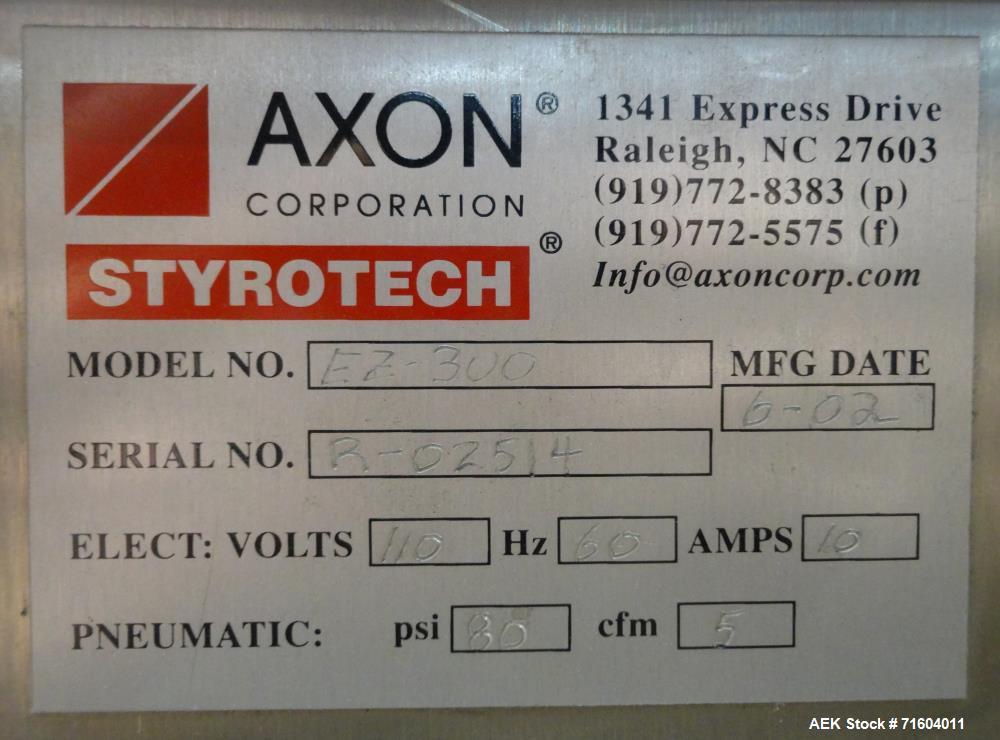 AXON®
CORPORATION
STYROTECH®
1341 Express Drive
Raleigh, NC 27603
(919)772-8383 (p)
(919)772-5575 (f)
Info@axoncorp.com
MODEL NO. EZ-300
MFG DATE
6-02
SERIAL NO. R-02514
ELECT: VOLTS 110 Hz 60 AMPS 10
PNEUMATIC: psi 80 cfm 5
AEK Stock # 71604011